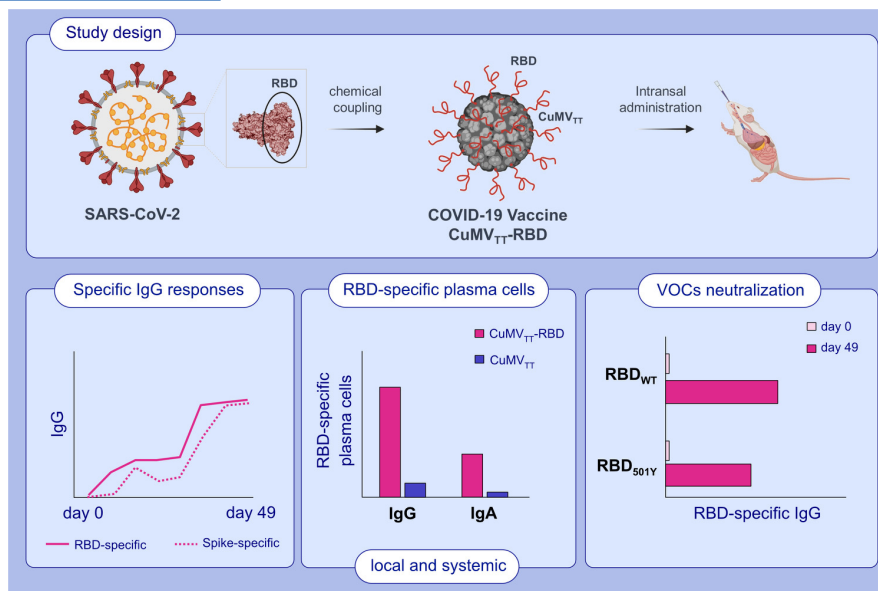 Study design
RBD
SARS-CoV-2
chemical
coupling
RBD
CuMVTT
COVID-19 Vaccine
CuMVTT-RBD
Intransal
administration
Specific IgG responses
IgG
day 0
day 49
RBD-specific
Spike-specific
RBD-specific plasma cells
CuMVTT-RBD
CuMVTT
RBD-specific
plasma cells
IgG
IgA
local and systemic
VOCs neutralization
day 0
day 49
RBDWT
RBD501Y
RBD-specific IgG